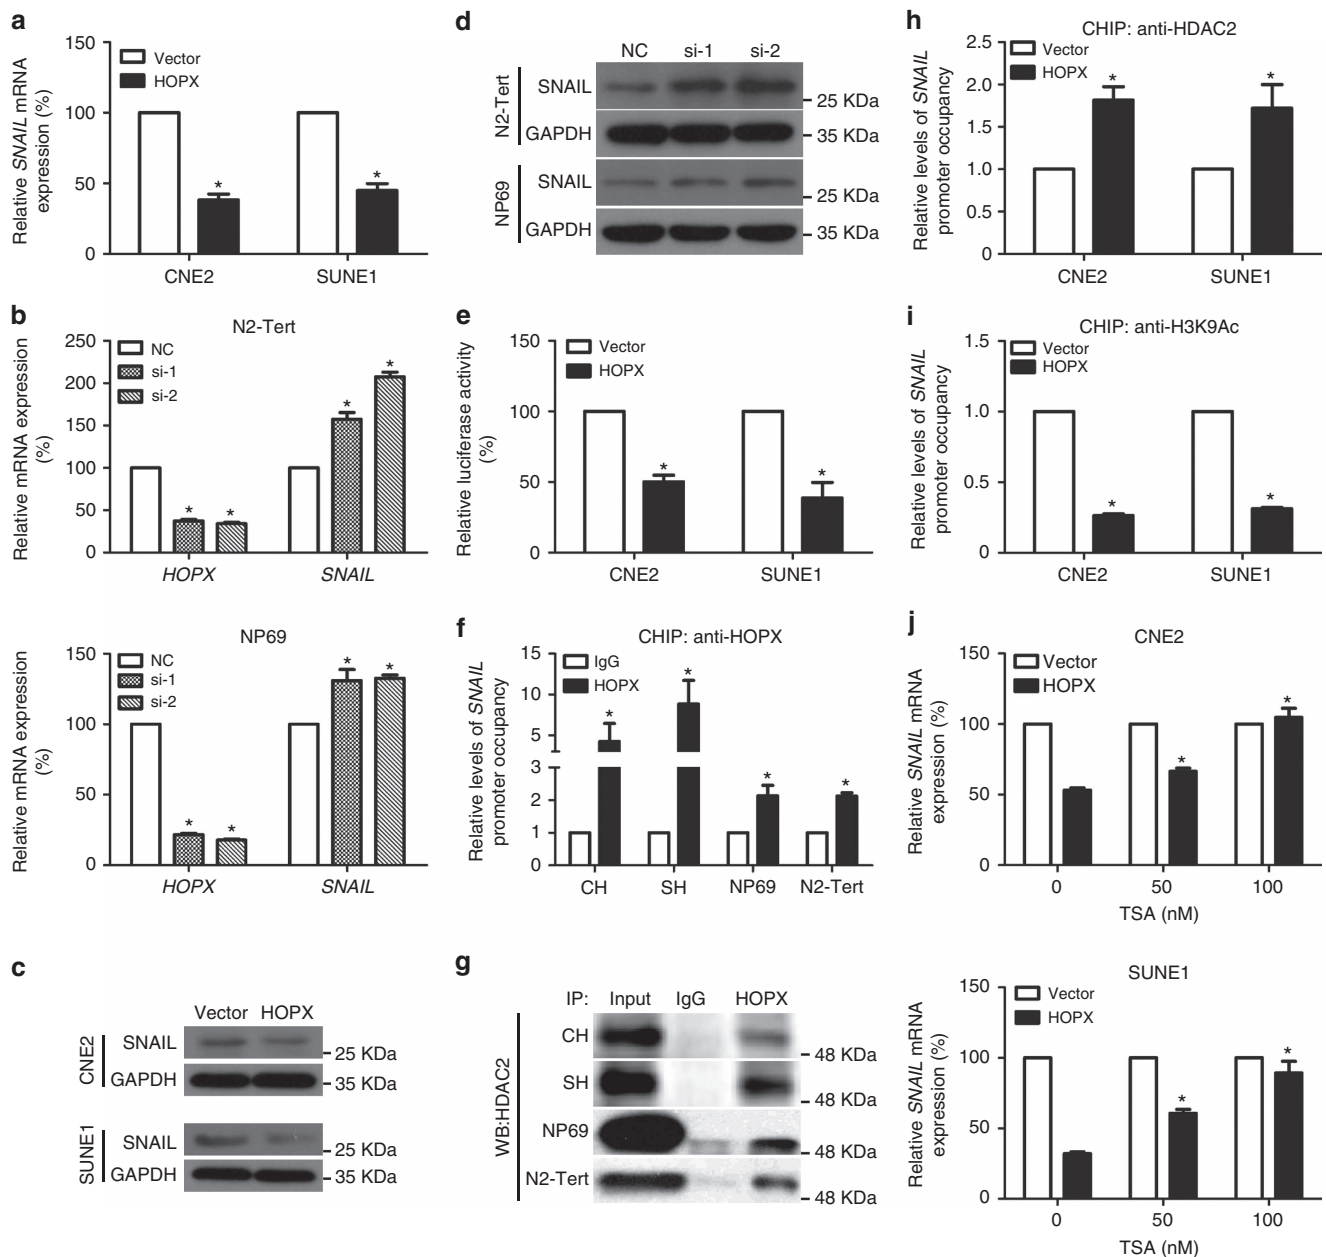 a
150
100
50
0
Relative SNAIL mRNA
expression (%)
Vector
HOPX
*
*
CNE2
SUNE1
b
N2-Tert
250
200
150
100
50
0
Relative mRNA expression
(%)
NC
si-1
si-2
*
*
*
*
HOPX
SNAIL
NP69
150
100
50
0
Relative mRNA expression
(%)
NC
si-1
si-2
*
*
*
*
HOPX
SNAIL
c
Vector HOPX
CNE2
SNAIL
25 KDa
GAPDH
35 KDa
SUNE1
SNAIL
25 KDa
GAPDH
35 KDa
d
NC si-1 si-2
N2-Tert
SNAIL
25 KDa
GAPDH
35 KDa
NP69
SNAIL
25 KDa
GAPDH
35 KDa
e
150
100
50
0
Relative luciferase activity
(%)
Vector
HOPX
*
*
CNE2
SUNE1
f
CHIP: anti-HOPX
15
10
5
3
2
1
0
Relative levels of SNAIL
promoter occupancy
IgG
HOPX
*
*
*
*
CH
SH
NP69
N2-Tert
g
IP: Input IgG HOPX
WB:HDAC2
CH
48 KDa
SH
48 KDa
NP69
48 KDa
N2-Tert
48 KDa
h
CHIP: anti-HDAC2
2.5
2.0
1.5
1.0
0.5
0
Relative levels of SNAIL
promoter occupancy
Vector
HOPX
*
*
CNE2
SUNE1
i
CHIP: anti-H3K9Ac
1.5
1.0
0.5
0
Relative levels of SNAIL
promoter occupancy
Vector
HOPX
*
*
CNE2
SUNE1
j
CNE2
150
100
50
0
Relative SNAIL mRNA
expression (%)
Vector
HOPX
*
*
0
50
100
TSA (nM)
SUNE1
150
100
50
0
Relative SNAIL mRNA
expression (%)
Vector
HOPX
*
*
0
50
100
TSA (nM)